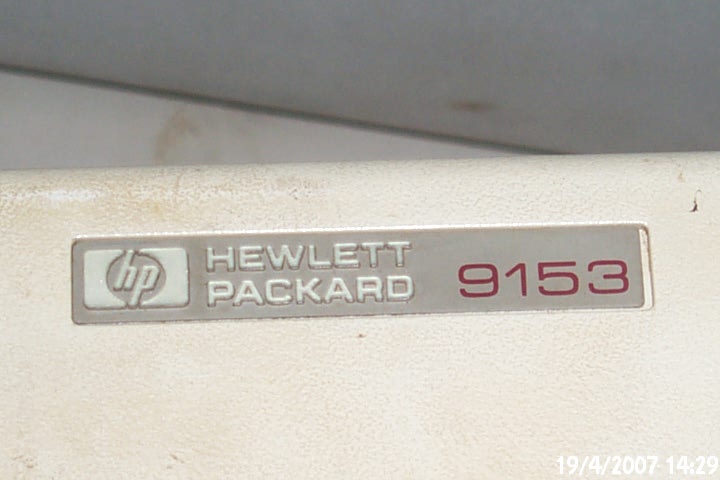 hp
HEWLETT
PACKARD
9153
19/4/2007 14:29